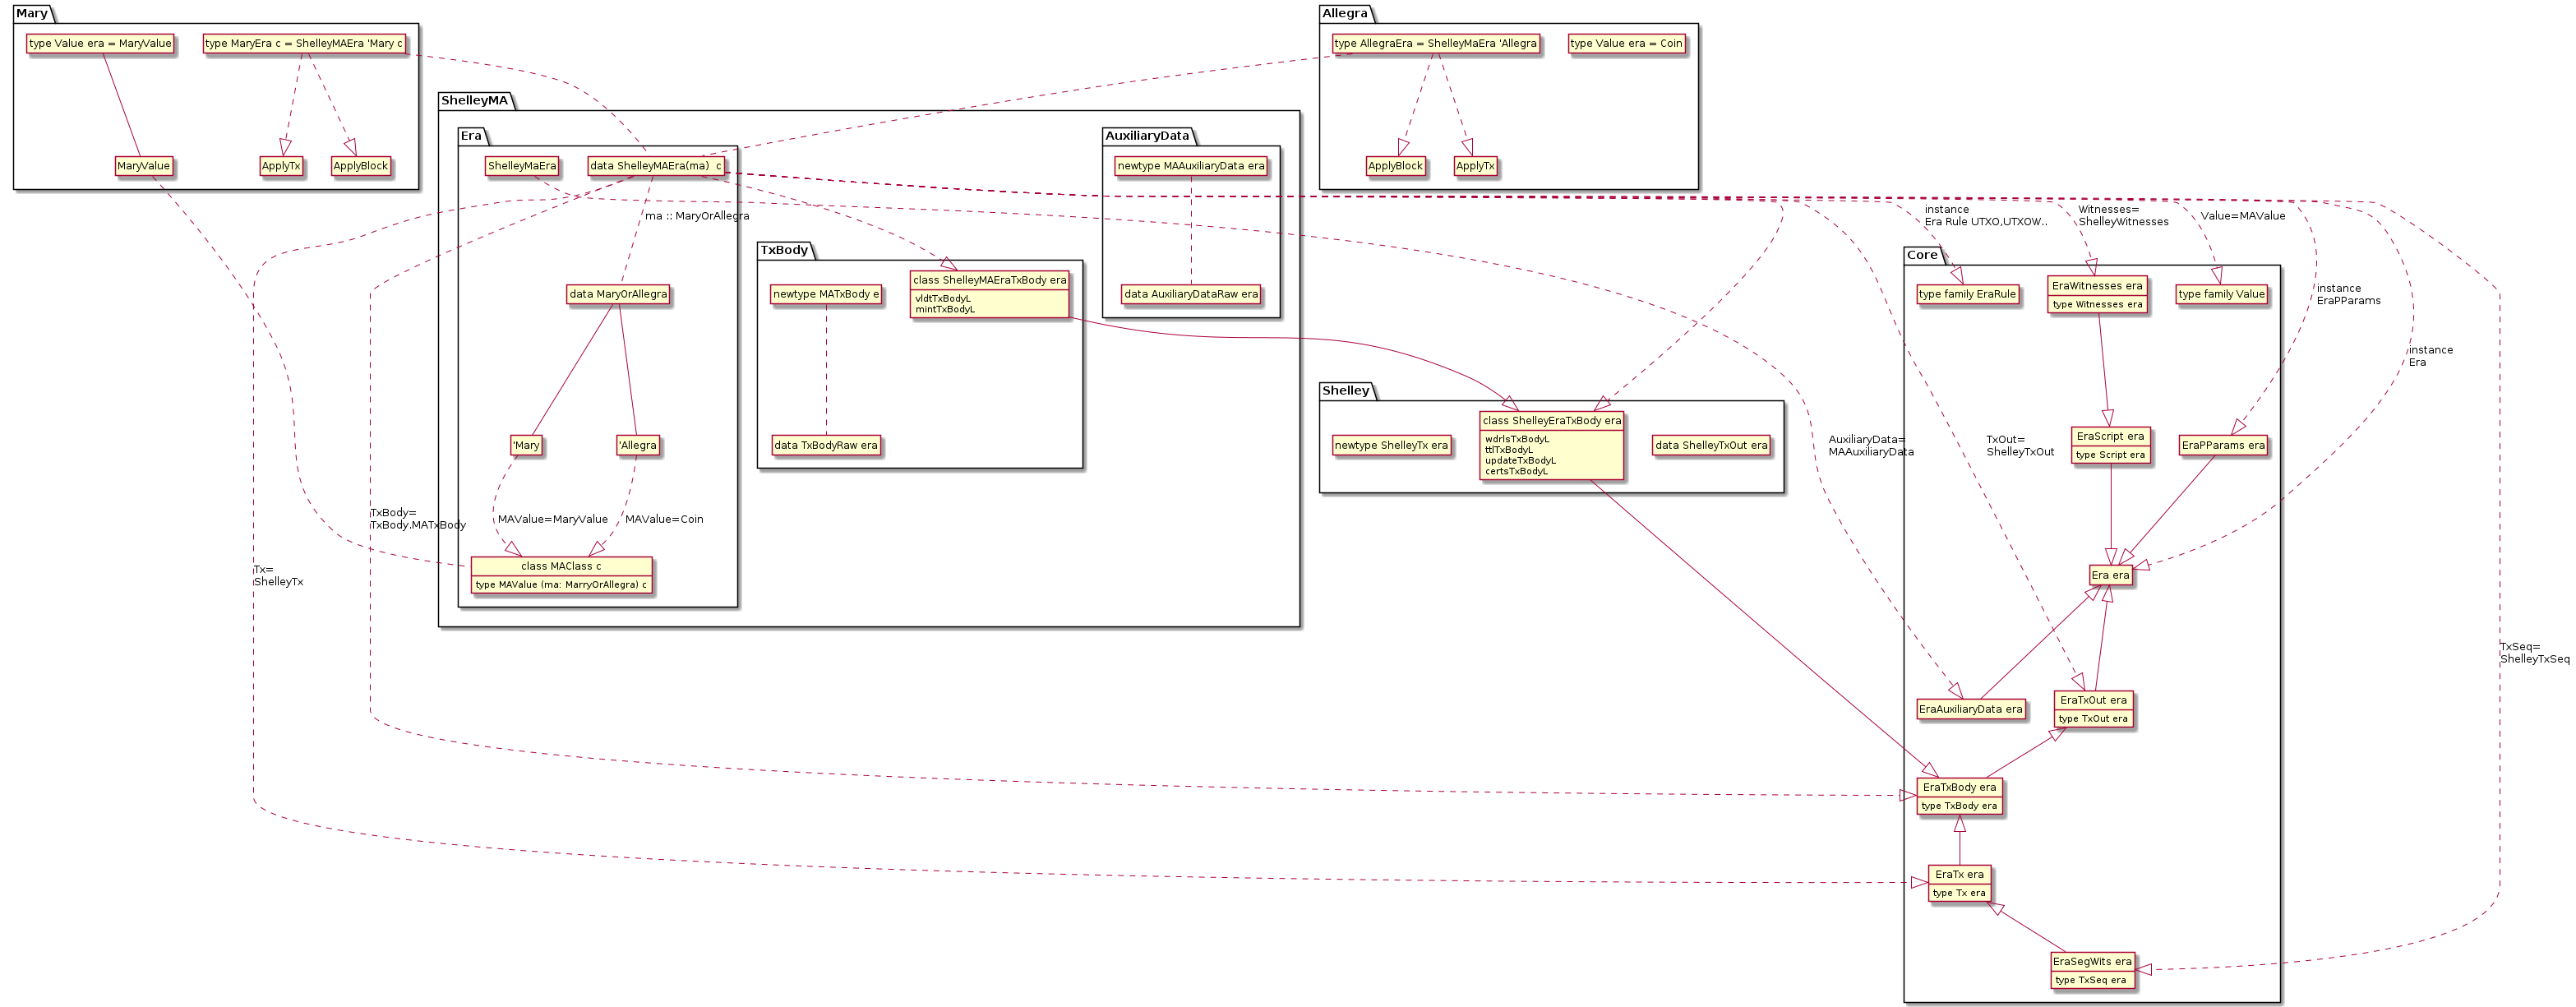 Mary
type Value era = MaryValue
type MaryEra c = ShelleyMAEra 'Mary c
MaryValue
ApplyTx
ApplyBlock
Allegra
type AllegraEra = ShelleyMaEra 'Allegra
type Value era = Coin
ApplyBlock
ApplyTx
ShelleyMA
Era
ShelleyMaEra
data ShelleyMAEra(ma)  c
ma :: MaryOrAllegra
data MaryOrAllegra
'Mary
'Allegra
MAValue=MaryValue
MAValue=Coin
class MAClass c
type MAValue (ma: MarryOrAllegra) c
AuxiliaryData
newtype MAAuxiliaryData era
data AuxiliaryDataRaw era
TxBody
newtype MATxBody e
class ShelleyMAEraTxBody era
vldtTxBodyL
mintTxBodyL
data TxBodyRaw era
Shelley
newtype ShelleyTx era
class ShelleyEraTxBody era
wdrlsTxBodyL
ttlTxBodyL
updateTxBodyL
certsTxBodyL
data ShelleyTxOut era
instance
Era Rule UTXO,UTXOW..
Witnesses=
ShelleyWitnesses
Value=MAValue
instance
EraPParams
instance
Era
AuxiliaryData=
MAAuxiliaryData
TxOut=
ShelleyTxOut
TxBody=
TxBody.MATxBody
Tx=
ShelleyTx
TxSeq=
ShelleyTxSeq
Core
type family EraRule
EraWitnesses era
type Witnesses era
type family Value
EraScript era
type Script era
EraPParams era
Era era
EraAuxiliaryData era
EraTxOut era
type TxOut era
EraTxBody era
type TxBody era
EraTx era
type Tx era
EraSegWits era
type TxSeq era